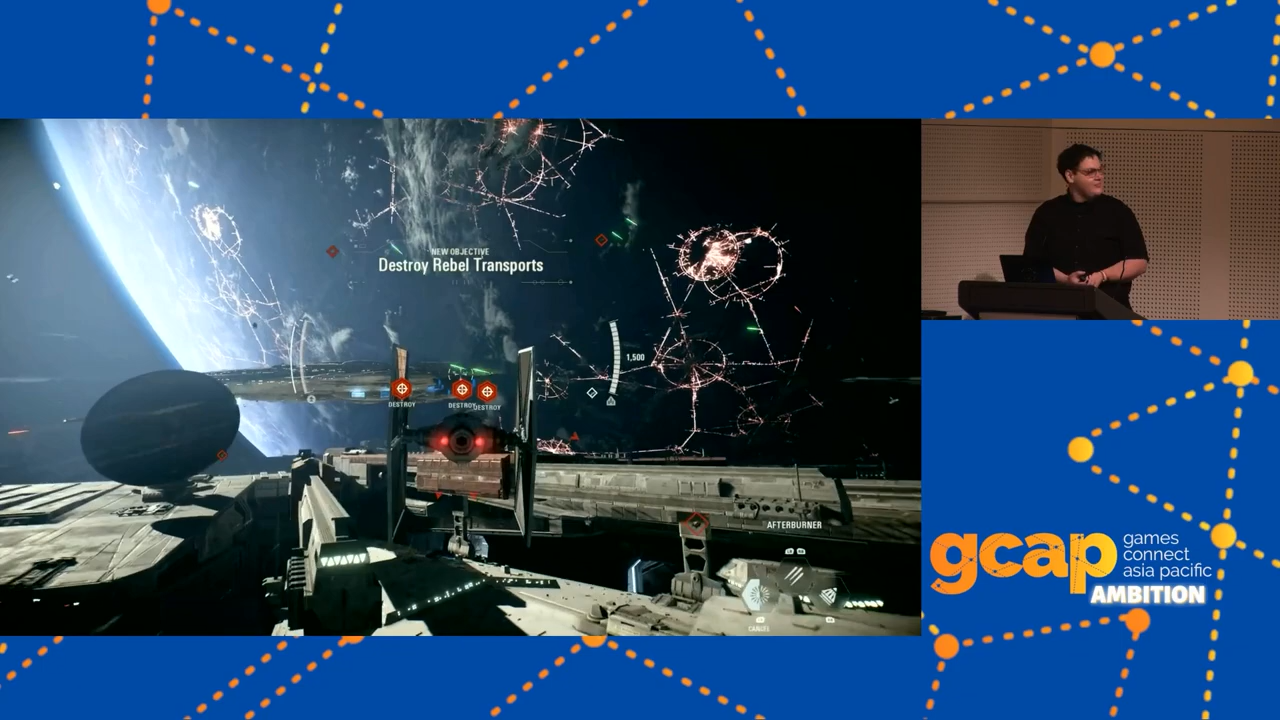 NEW OBJECTIVE
Destroy Rebel Transports
1,500
DESTROY
DESTROY
DESTROY
AFTERBURNER
CANCEL
gcap
games
connect
asia pacific
AMBITION